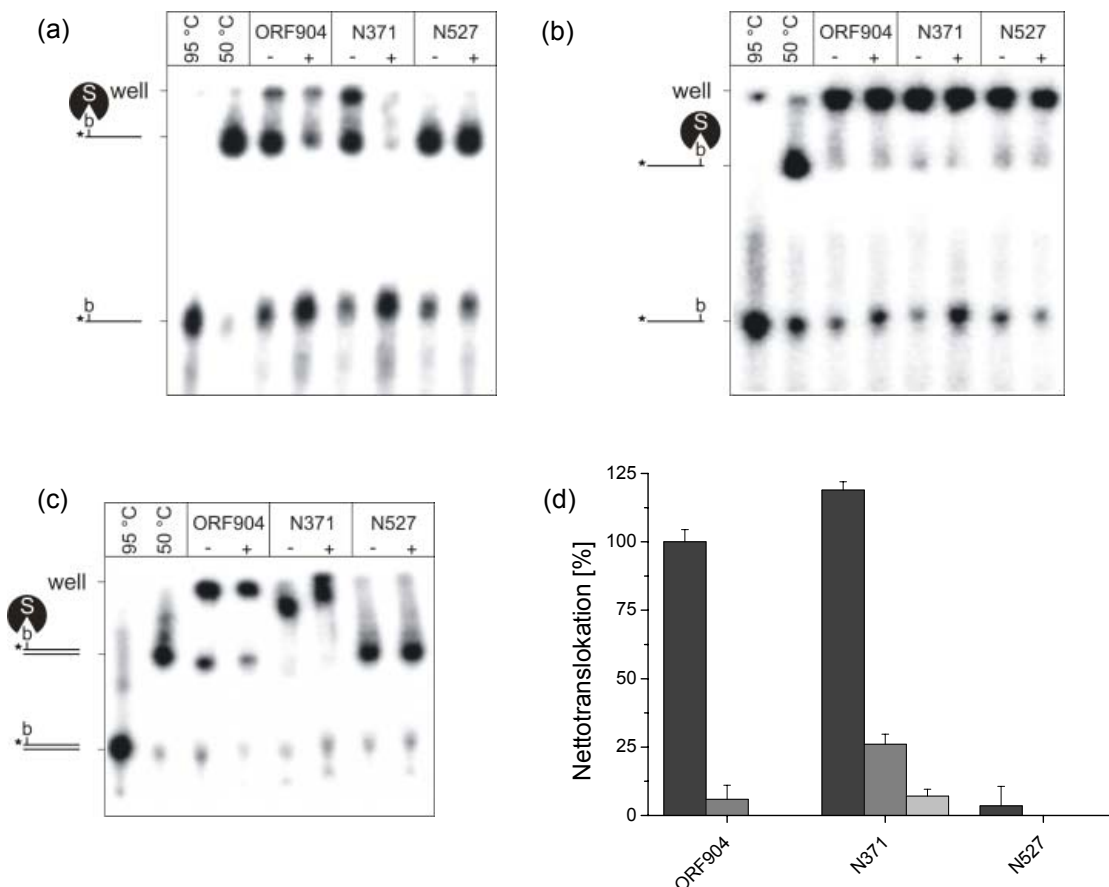 (a)
95 °C 50 °C ORF904 N371 N527
- + - + - +
well
S
b
*
b
*
(b)
95 °C 50 °C ORF904 N371 N527
- + - + - +
well
S
b
*
b
*
(c)
95 °C 50 °C ORF904 N371 N527
- + - + - +
well
S
b
*
b
*
(d)
Nettotranslokation [%]
125
100
75
50
25
0
ORF904 N371 N527